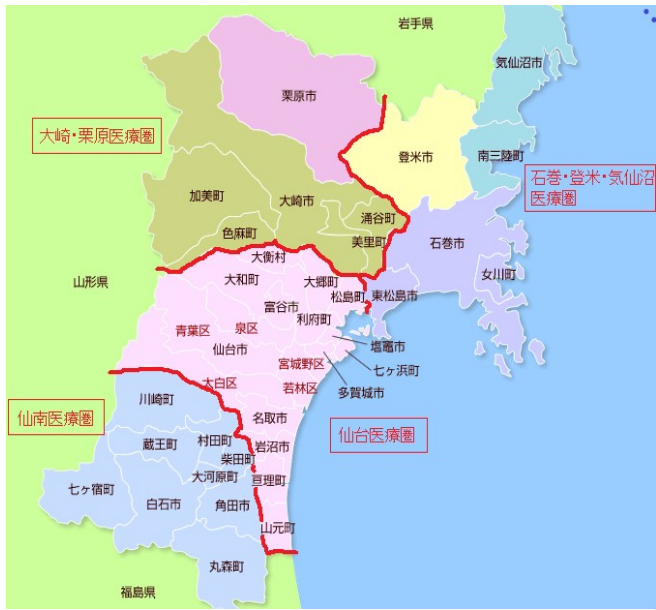 岩手県
気仙沼市
栗原市
大崎・栗原医療圏
登米市
南三陸町
石巻・登米・気仙沼
医療圏
加美町
大崎市
涌谷町
色麻町
美里町
石巻市
大衡村
女川町
山形県
大和町
大郷町
松島町
東松島市
富谷市
利府町
青葉区
泉区
塩竈市
仙台市
宮城野区
七ヶ浜町
太白区
若林区
多賀城市
川崎町
仙南医療圏
名取市
仙台医療圏
蔵王町
村田町
岩沼市
柴田町
大河原町
亘理町
七ヶ宿町
白石市
角田市
山元町
丸森町
福島県